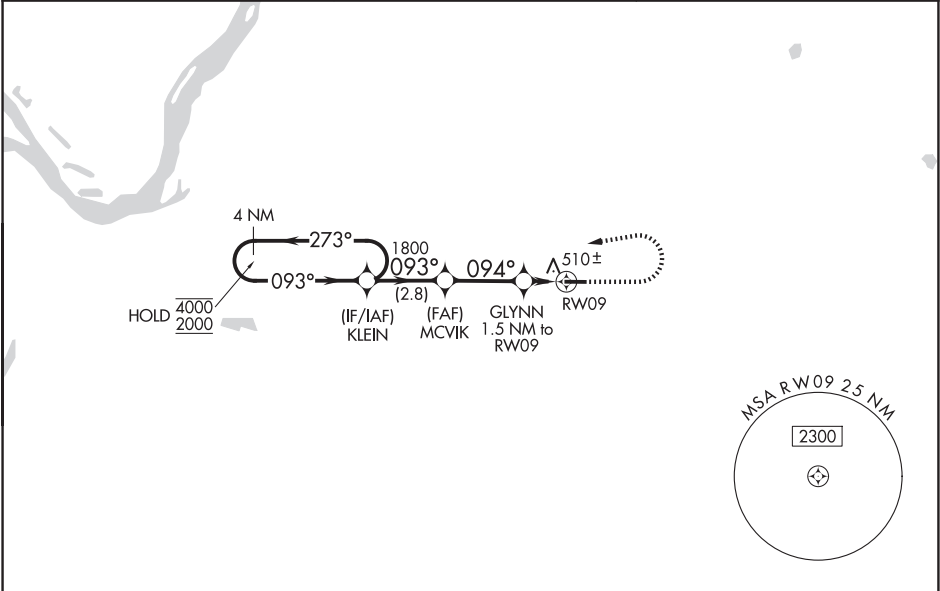 4 NM
273°
1800
093°
(2.8)
093°
094°
510±
RW09
HOLD 4000
2000
(IF/IAF)
KLEIN
(FAF)
MCVIK
GLYNN
1.5 NM to
RW09
MSA RW09 25 NM
2300